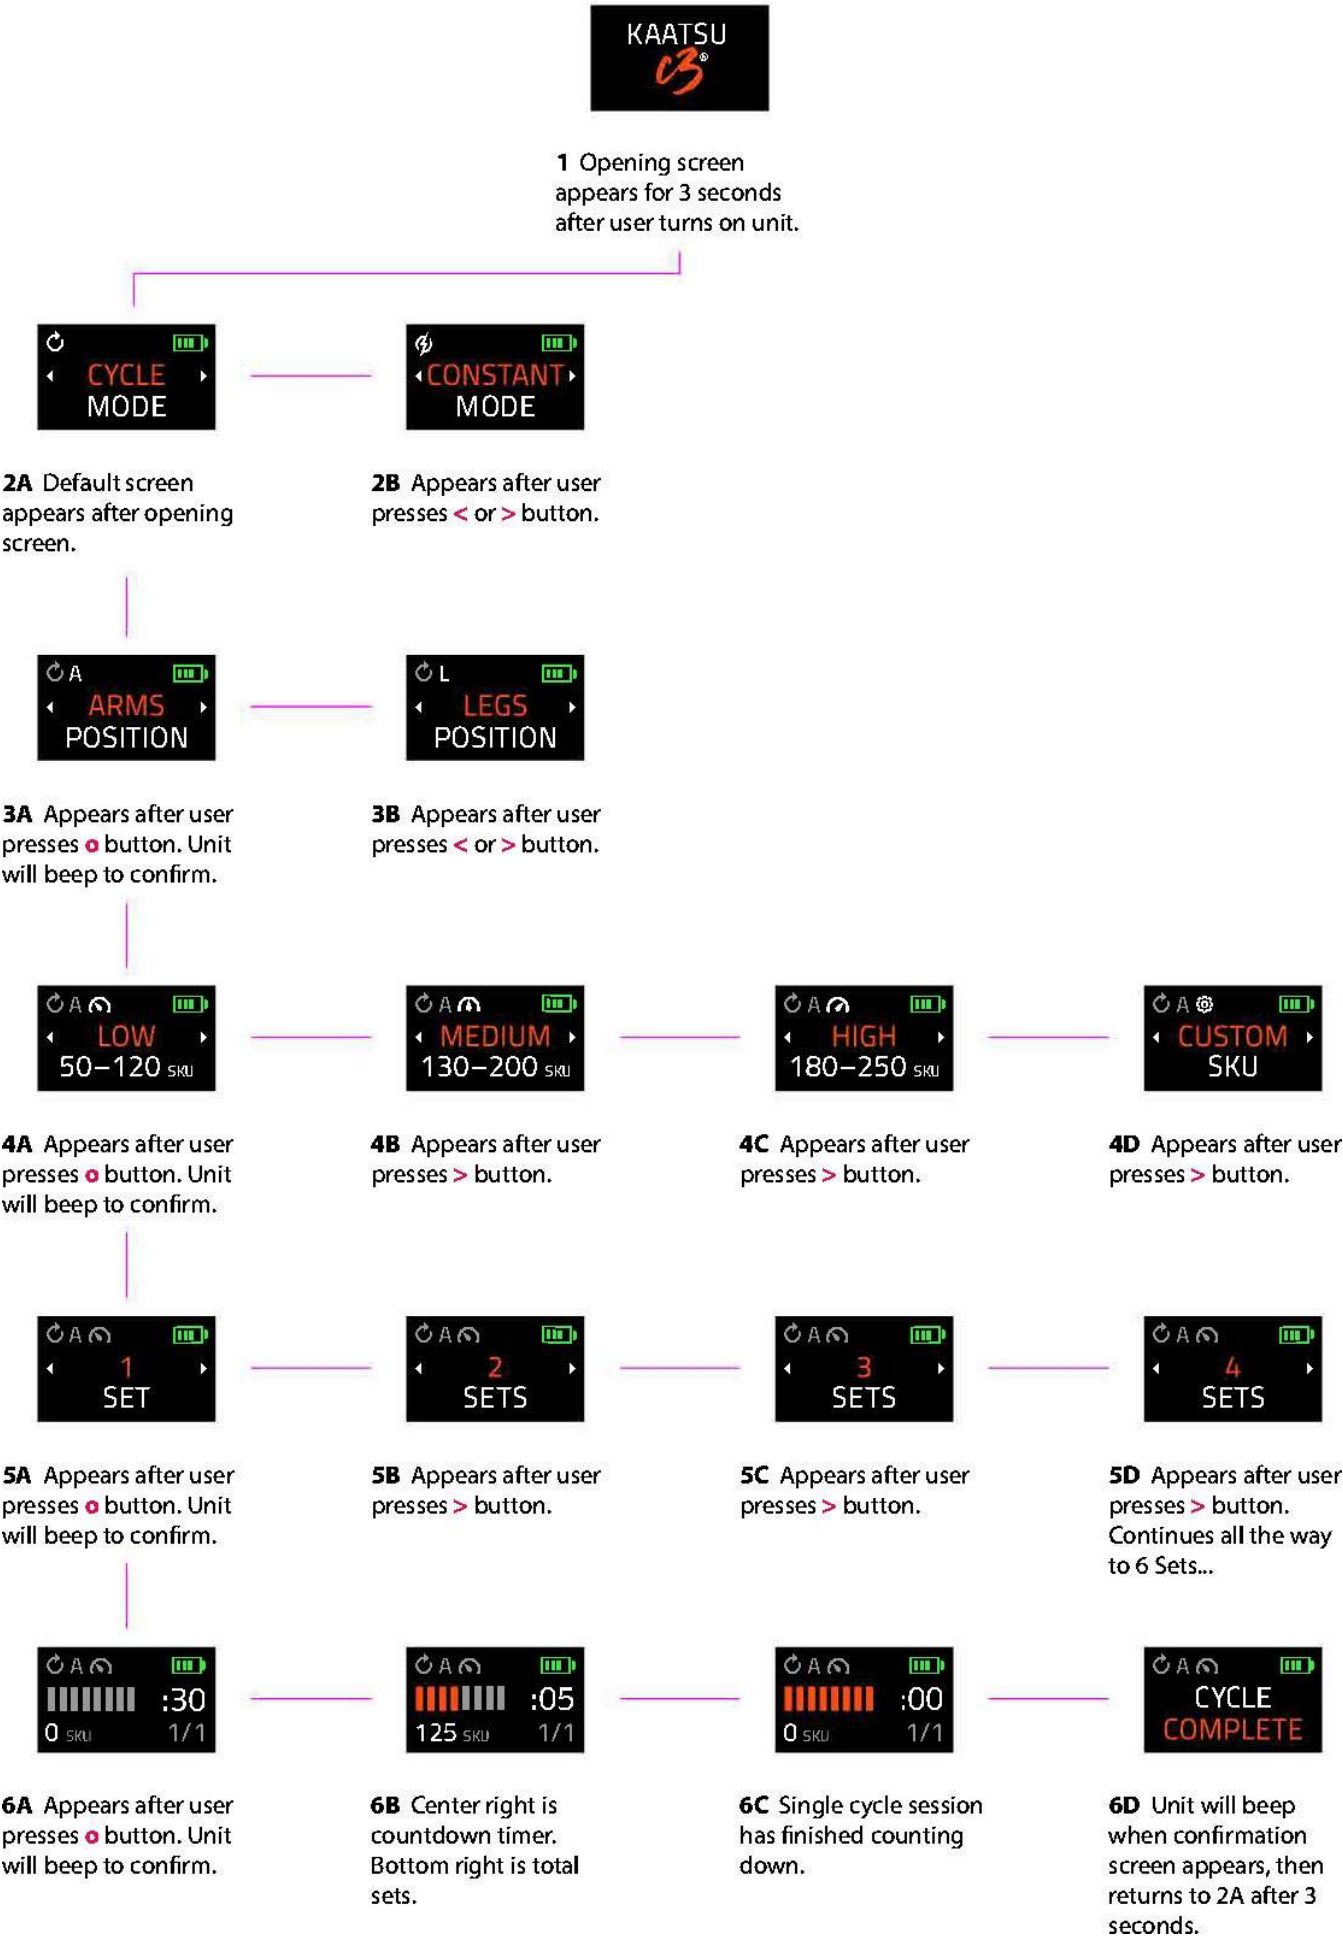 KAATSU
c3®
1 Opening screen
appears for 3 seconds
after user turns on unit.
CYCLE
MODE
CONSTANT
MODE
2A Default screen
appears after opening
screen.
2B Appears after user
presses < or > button.
A
ARMS
POSITION
L
LEGS
POSITION
3A Appears after user
presses o button. Unit
will beep to confirm.
3B Appears after user
presses < or > button.
A
LOW
50–120 SKU
A
MEDIUM
130–200 SKU
A
HIGH
180–250 SKU
A
CUSTOM
SKU
4A Appears after user
presses o button. Unit
will beep to confirm.
4B Appears after user
presses > button.
4C Appears after user
presses > button.
4D Appears after user
presses > button.
A
1
SET
A
2
SETS
A
3
SETS
A
4
SETS
5A Appears after user
presses o button. Unit
will beep to confirm.
5B Appears after user
presses > button.
5C Appears after user
presses > button.
5D Appears after user
presses > button.
Continues all the way
to 6 Sets...
A
:30
0 SKU 1/1
A
:05
125 SKU 1/1
A
:00
0 SKU 1/1
A
CYCLE
COMPLETE
6A Appears after user
presses o button. Unit
will beep to confirm.
6B Center right is
countdown timer.
Bottom right is total
sets.
6C Single cycle session
has finished counting
down.
6D Unit will beep
when confirmation
screen appears, then
returns to 2A after 3
seconds.